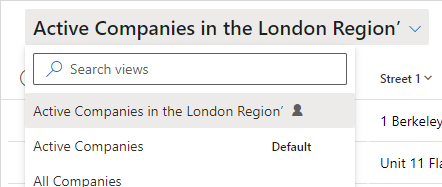 Active Companies in the London Region’
Search views
Active Companies in the London Region’
Street 1
Active Companies Default
1 Berkeley
All Companies
Unit 11 Fla